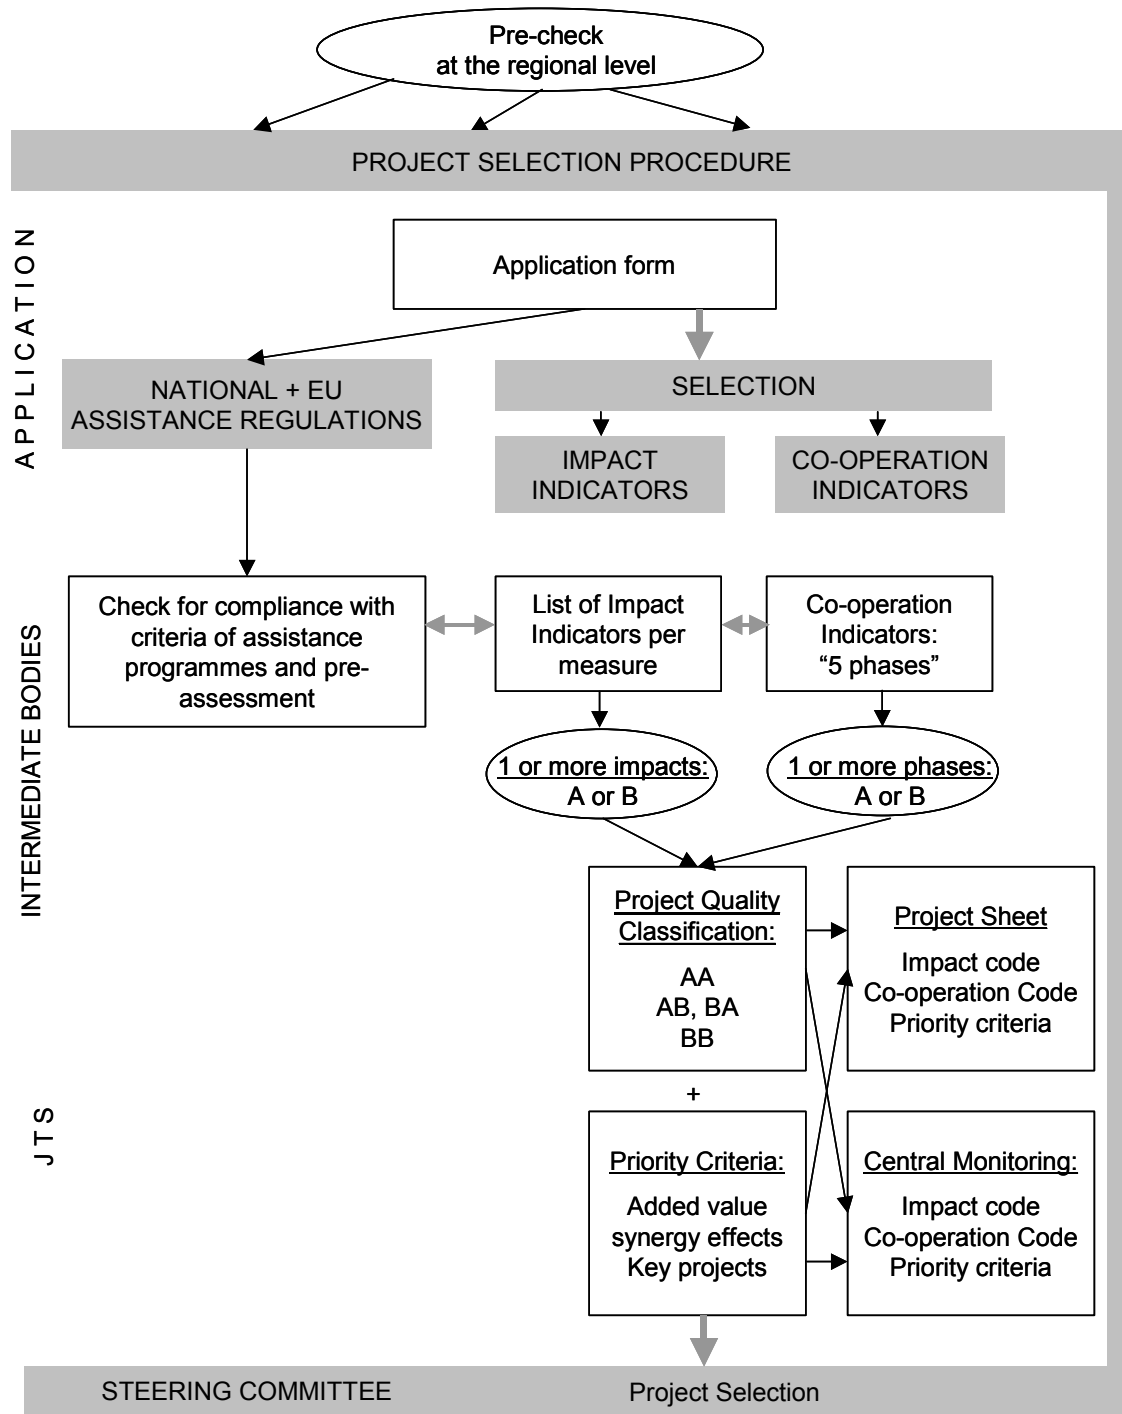 Pre-check
at the regional level
PROJECT SELECTION PROCEDURE
APPLICATION
Application form
NATIONAL + EU
ASSISTANCE REGULATIONS
SELECTION
IMPACT
INDICATORS
CO-OPERATION
INDICATORS
INTERMEDIATE BODIES
Check for compliance with
criteria of assistance
programmes and pre-
assessment
List of Impact
Indicators per
measure
Co-operation
Indicators:
“5 phases”
1 or more impacts:
A or B
1 or more phases:
A or B
Project Quality
Classification:
AA
AB, BA
BB
Project Sheet
Impact code
Co-operation Code
Priority criteria
+
JTS
Priority Criteria:
Added value
synergy effects
Key projects
Central Monitoring:
Impact code
Co-operation Code
Priority criteria
STEERING COMMITTEE
Project Selection